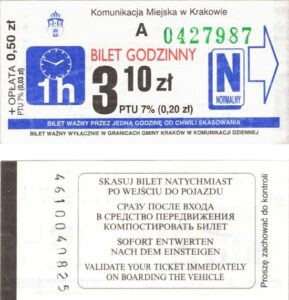 Komunikacja Miejska w Krakowie
A 0427987
+OPŁATA 0,50 zł
PTU 7% (0,03 zł)
BILET GODZINNY
1h
3 10 zł
PTU 7% (0,20 zł)
N
NORMALNY
BILET WAŻNY PRZEZ JEDNĄ GODZINĘ OD CHWILI SKASOWANIA
BILET WAŻNY WYŁĄCZNIE W GRANICACH GMINY KRAKÓW W KOMUNIKACJI DZIENNEJ
4610040825
SKASUJ BILET NATYCHMIAST
PO WEJŚCIU DO POJAZDU
СРАЗУ ПОСЛЕ ВХОДА
В СРЕДСТВО ПЕРЕДВИЖЕНИЯ
КОМПОСТИРОВАТЬ БИЛЕТ
SOFORT ENTWERTEN
NACH DEM EINSTEIGEN
VALIDATE YOUR TICKET IMMEDIATELY
ON BOARDING THE VEHICLE
Proszę zachować do kontroli